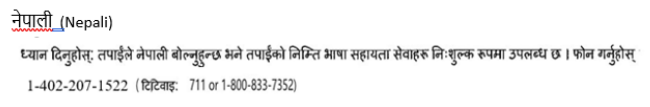 नेपाली (Nepali)
ध्यान दिनुहोस्: तपाईंले नेपाली बोल्नुहुन्छ भने तपाईंको निम्ति भाषा सहायता सेवाहरू निःशुल्क रूपमा उपलब्ध छ । फोन गर्नुहोस्
1-402-207-1522 (टिटिवाइ: 711 or 1-800-833-7352)